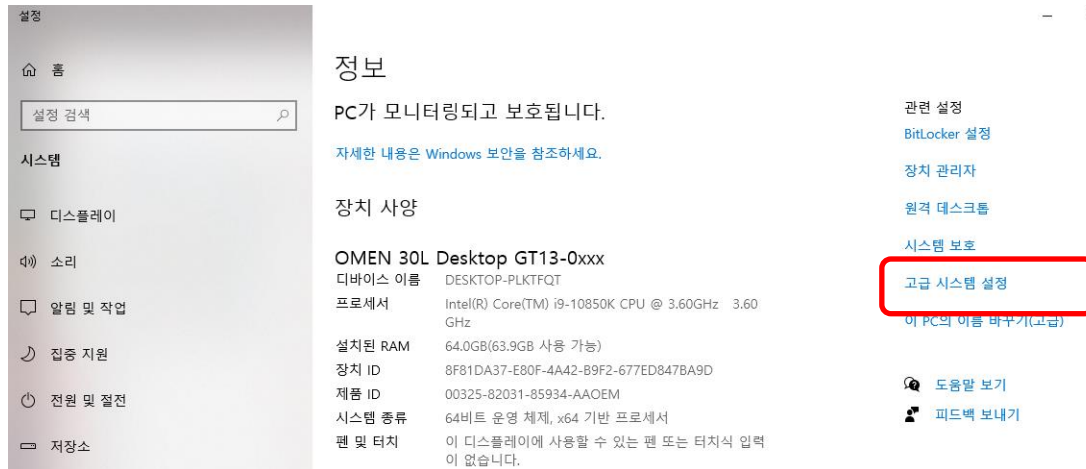 설정
홈
설정 검색
시스템
디스플레이
소리
알림 및 작업
집중 지원
전원 및 절전
저장소
정보
PC가 모니터링되고 보호됩니다.
자세한 내용은 Windows 보안을 참조하세요.
장치 사양
OMEN 30L Desktop GT13-0xxx
디바이스 이름 DESKTOP-PLKTFQT
프로세서 Intel(R) Core(TM) i9-10850K CPU @ 3.60GHz 3.60
GHz
설치된 RAM 64.0GB(63.9GB 사용 가능)
장치 ID 8F81DA37-E80F-4A42-B9F2-677ED847BA9D
제품 ID 00325-82031-85934-AAOEM
시스템 종류 64비트 운영 체제, x64 기반 프로세서
펜 및 터치 이 디스플레이에 사용할 수 있는 펜 또는 터치식 입력
이 없습니다.
관련 설정
BitLocker 설정
장치 관리자
원격 데스크톱
시스템 보호
고급 시스템 설정
이 PC의 이름 바꾸기(고급)
도움말 보기
피드백 보내기